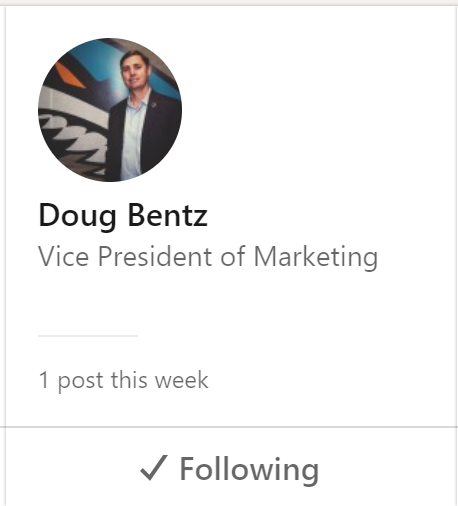 Doug Bentz
Vice President of Marketing
1 post this week
Following